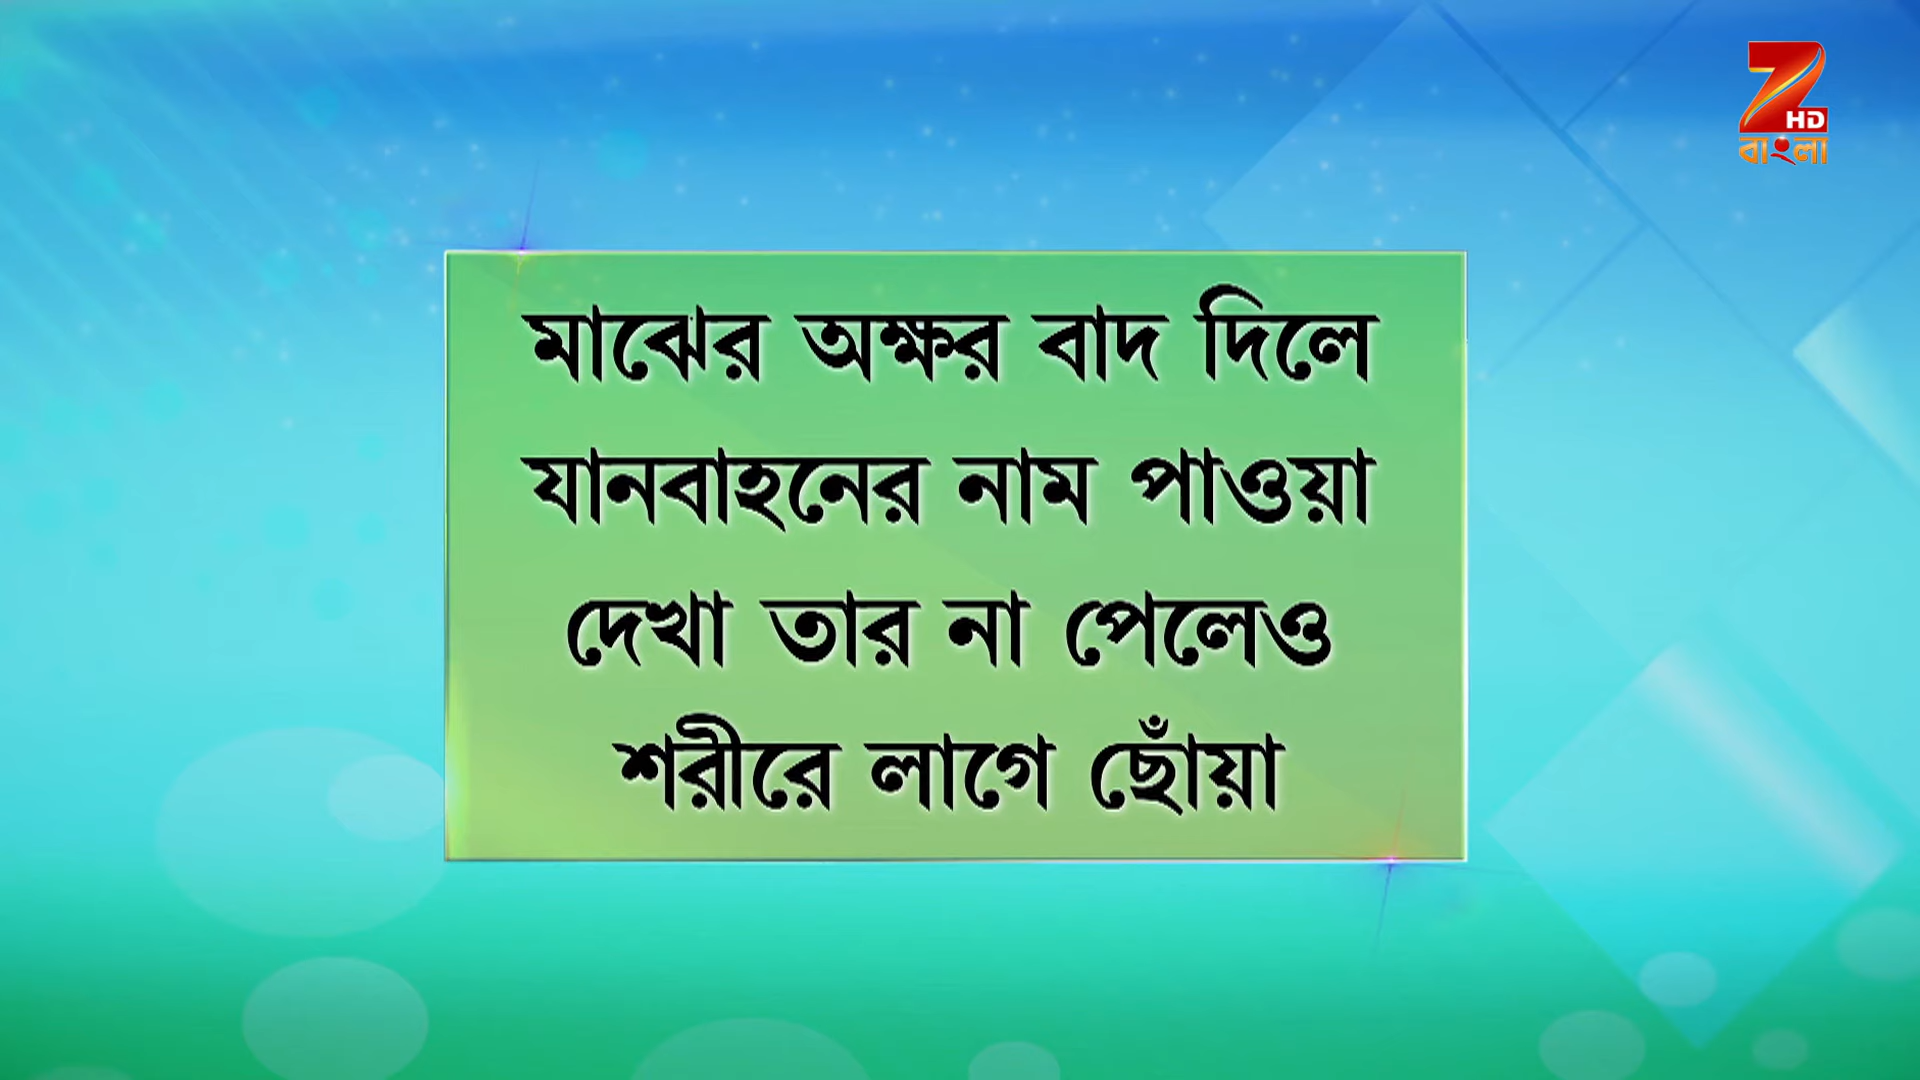 Z HD
বাংলা
মাঝের অক্ষর বাদ দিলে
যানবাহনের নাম পাওয়া
দেখা তার না পেলেও
শরীরে লাগে ছোঁয়া